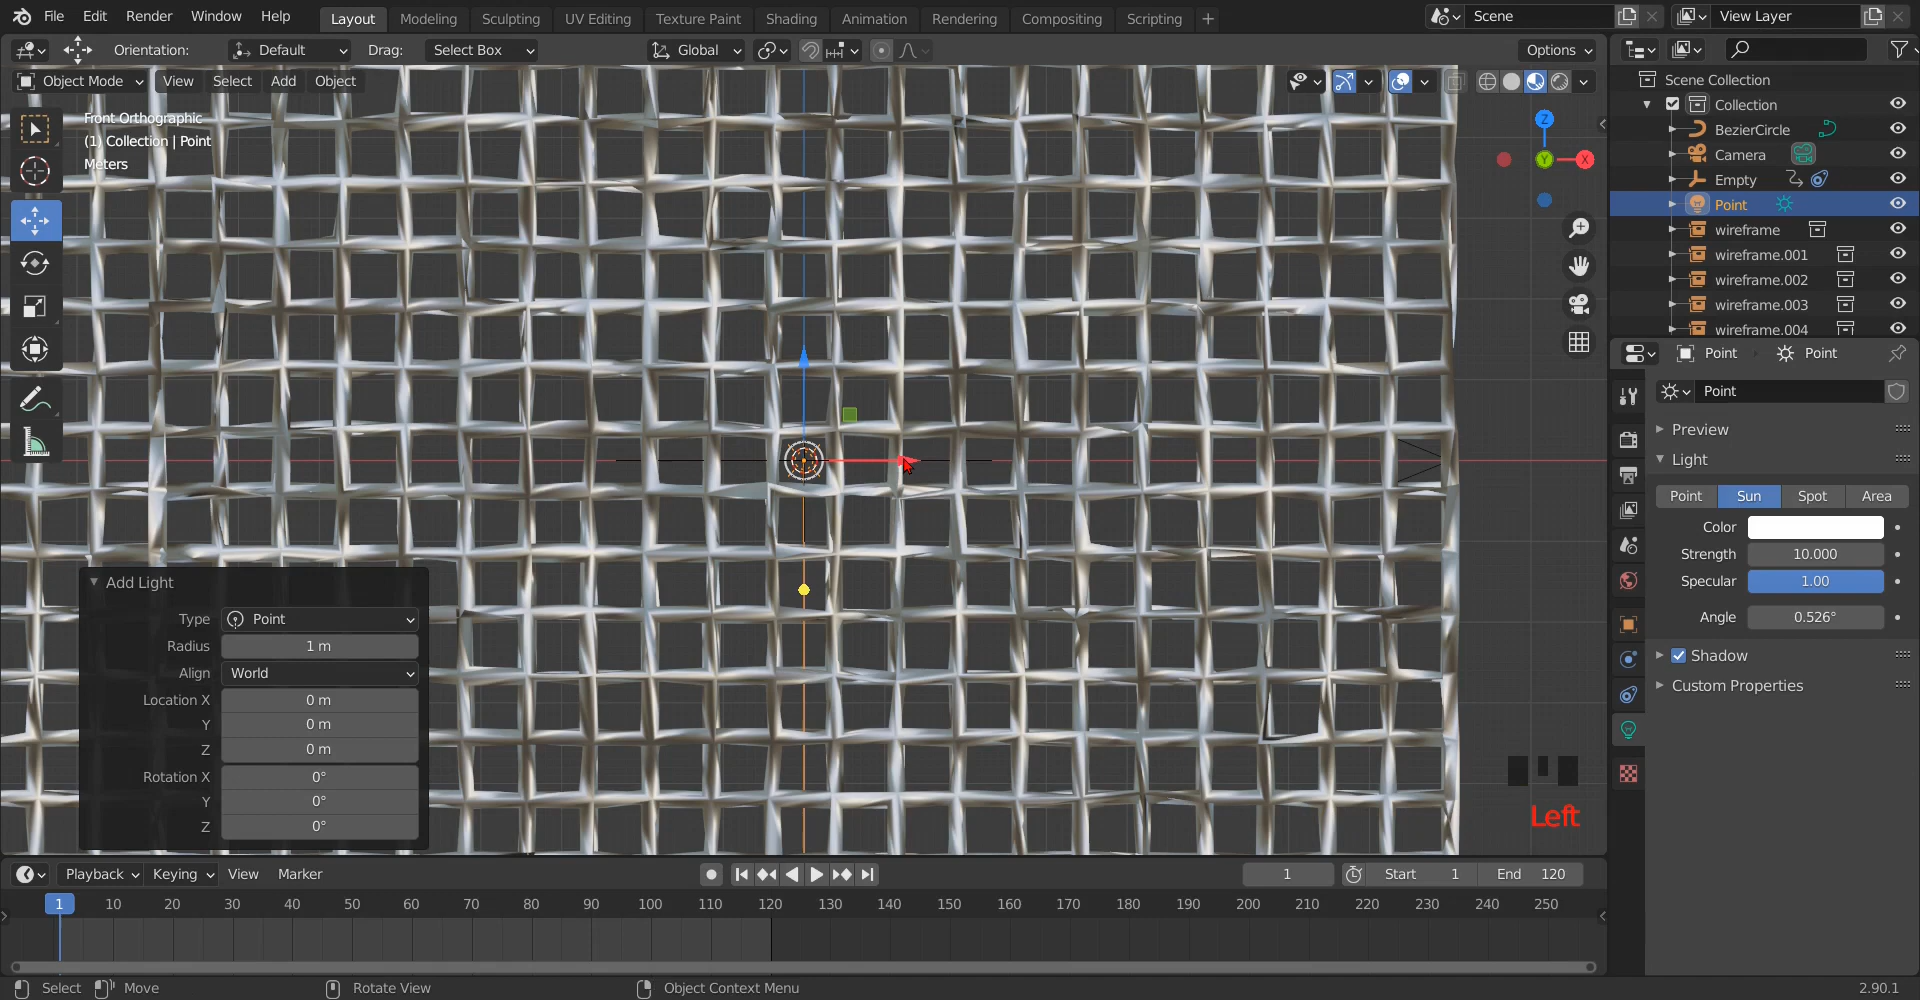 File Edit Render Window Help Layout Modeling Sculpting UV Editing Texture Paint Shading Animation Rendering Compositing Scripting + Scene View Layer
Orientation: Default Drag: Select Box Global Options
Object Mode View Select Add Object
Front Orthographic
(1) Collection | Point
Meters
Z
Y
X
Scene Collection
Collection
BezierCircle
Camera
Empty
Point
wireframe
wireframe.001
wireframe.002
wireframe.003
wireframe.004
Point Point
Point
Preview
Light
Point Sun Spot Area
Color
Strength 10.000
Specular 1.00
Angle 0.526°
Shadow
Custom Properties
Add Light
Type Point
Radius 1 m
Align World
Location X 0 m
Y 0 m
Z 0 m
Rotation X 0°
Y 0°
Z 0°
Left
Playback Keying View Marker 1 Start 1 End 120
1 10 20 30 40 50 60 70 80 90 100 110 120 130 140 150 160 170 180 190 200 210 220 230 240 250
Select Move Rotate View Object Context Menu 2.90.1